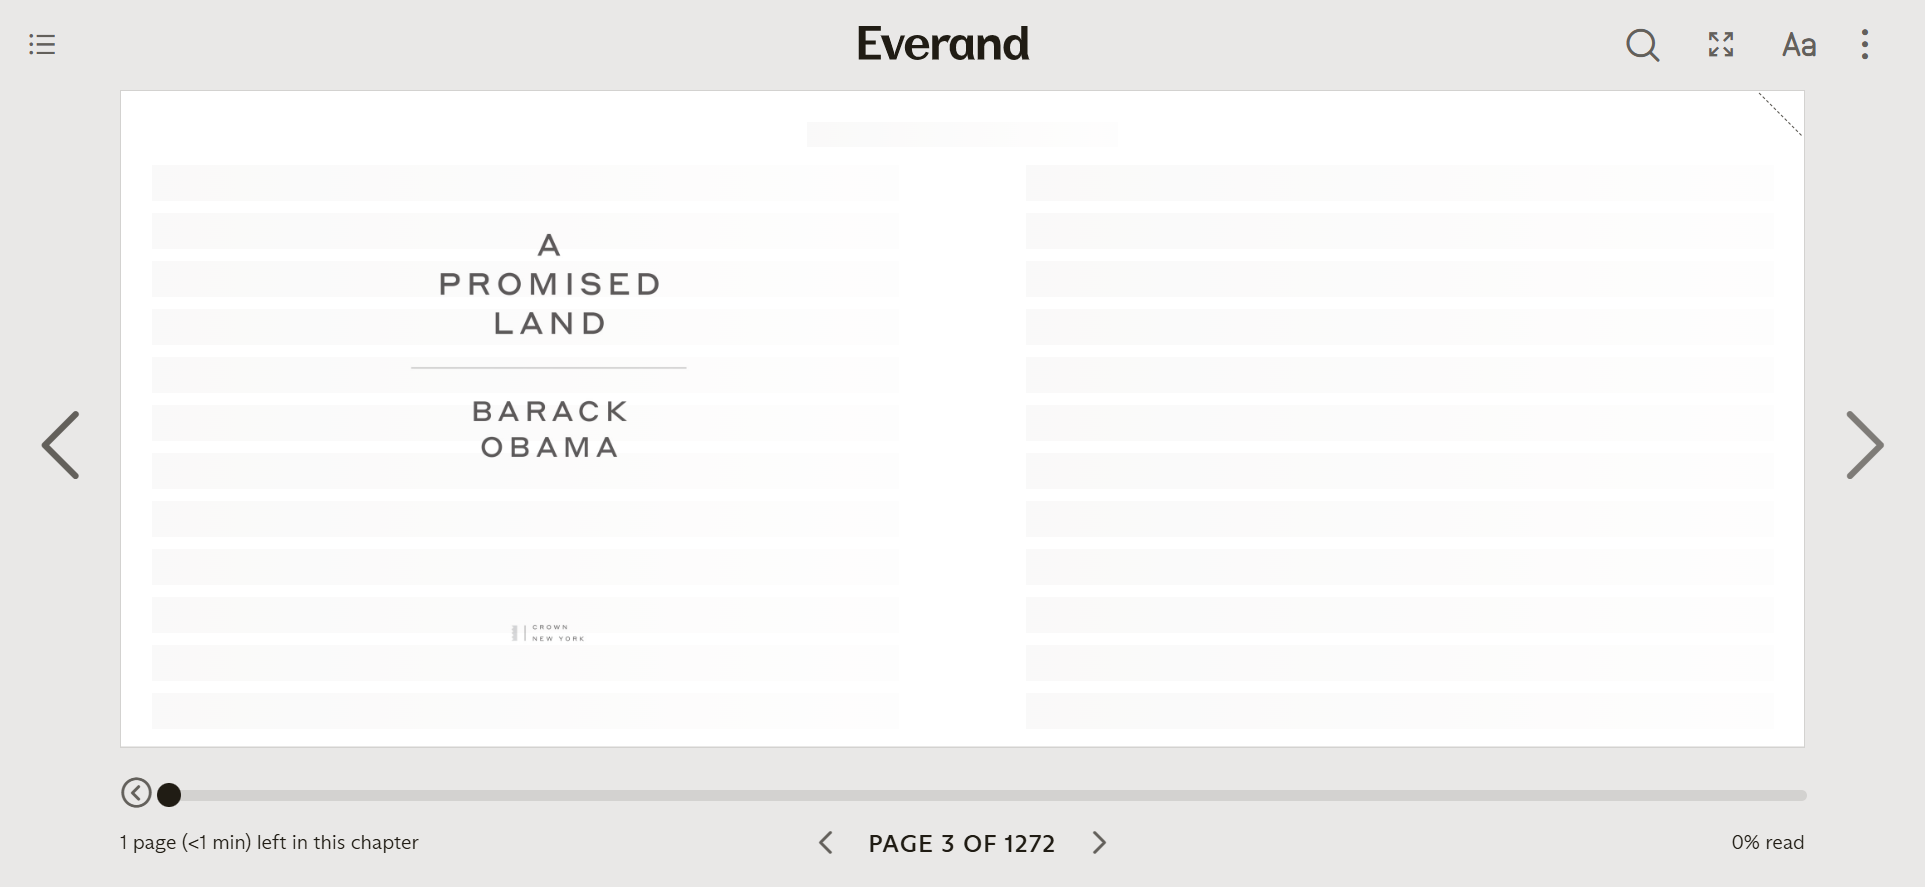 Everand
Aa
A
PROMISED
LAND
BARACK
OBAMA
CROWN
NEW YORK
1 page (<1 min) left in this chapter
PAGE 3 OF 1272
0% read